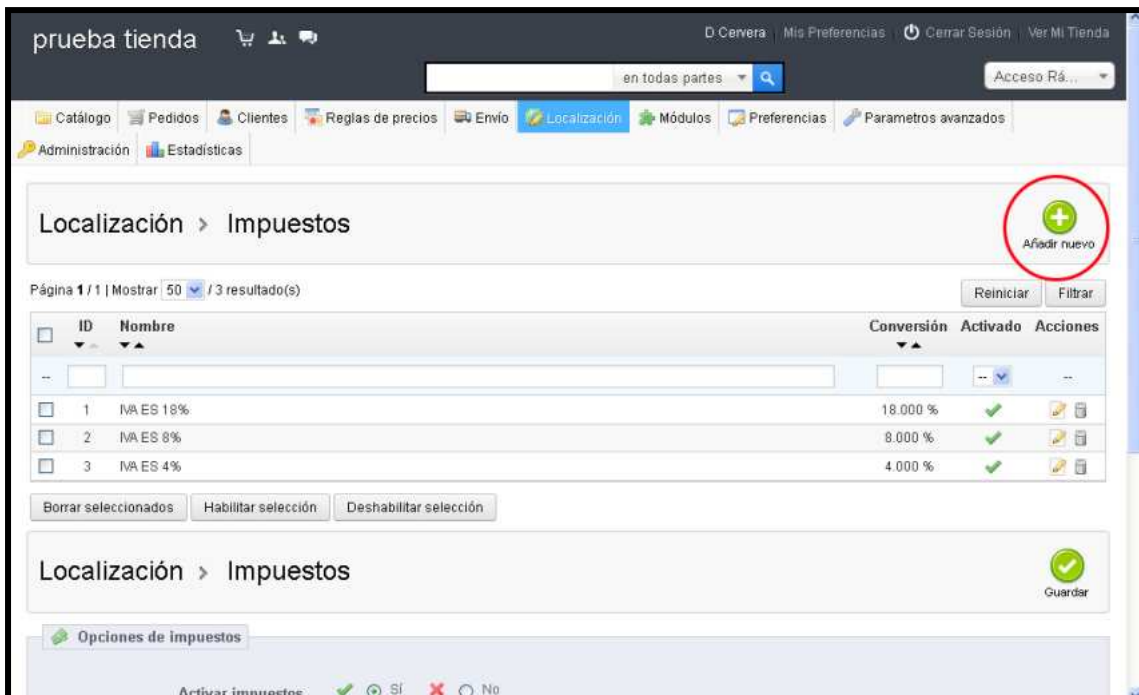 prueba tienda
D Cervera Mis Preferencias Cerrar Sesión Ver Mi Tienda
en todas partes
Acceso Rá...
Catálogo Pedidos Clientes Reglas de precios Envío Localización Módulos Preferencias Parametros avanzados
Administración Estadísticas
Localización > Impuestos
Añadir nuevo
Página 1 / 1 | Mostrar 50 / 3 resultado(s)
Reiniciar Filtrar
ID Nombre Conversión Activado Acciones
-- -- --
1 IVA ES 18% 18.000 %
2 IVA ES 8% 8.000 %
3 IVA ES 4% 4.000 %
Borrar seleccionados Habilitar selección Deshabilitar selección
Localización > Impuestos
Guardar
Opciones de impuestos
Activar impuestos Sí No